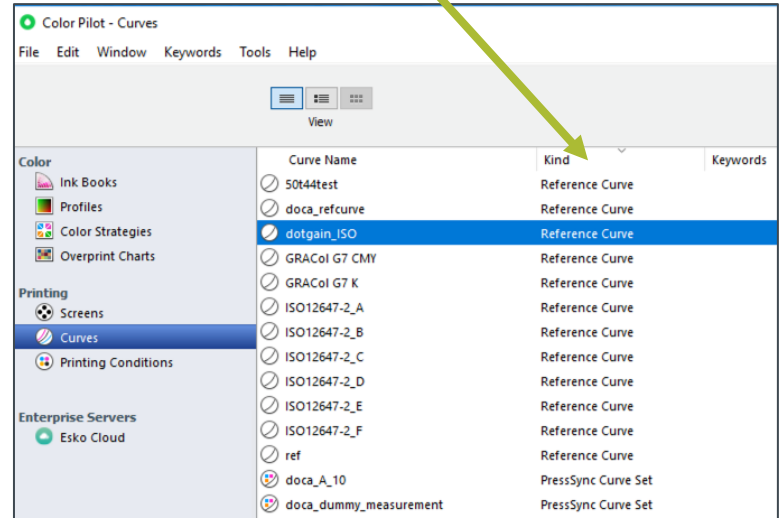 Color Pilot - Curves
File Edit Window Keywords Tools Help
View
Color
Ink Books
Profiles
Color Strategies
Overprint Charts
Printing
Screens
Curves
Printing Conditions
Enterprise Servers
Esko Cloud
Curve Name Kind Keywords
50t44test Reference Curve
doca_refcurve Reference Curve
dotgain_ISO Reference Curve
GRACol G7 CMY Reference Curve
GRACol G7 K Reference Curve
ISO12647-2_A Reference Curve
ISO12647-2_B Reference Curve
ISO12647-2_C Reference Curve
ISO12647-2_D Reference Curve
ISO12647-2_E Reference Curve
ISO12647-2_F Reference Curve
ref Reference Curve
doca_A_10 PressSync Curve Set
doca_dummy_measurement PressSync Curve Set